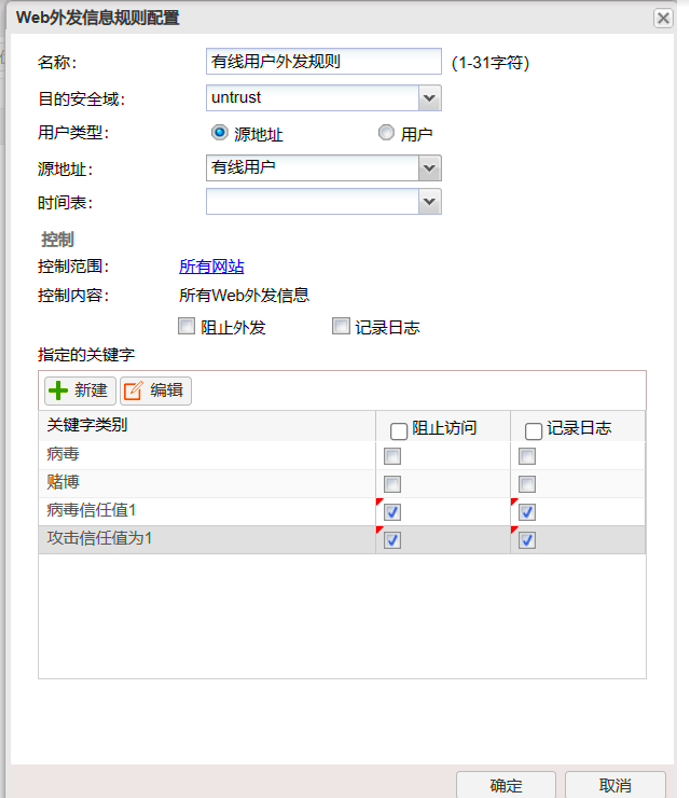 Web外发信息规则配置
名称： 有线用户外发规则 (1-31字符)
目的安全域： untrust
用户类型： 源地址 用户
源地址： 有线用户
时间表：
控制
控制范围： 所有网站
控制内容： 所有Web外发信息
阻止外发 记录日志
指定的关键字
新建 编辑
关键字类别 阻止访问 记录日志
病毒
赌博
病毒信任值1
攻击信任值为1
确定 取消